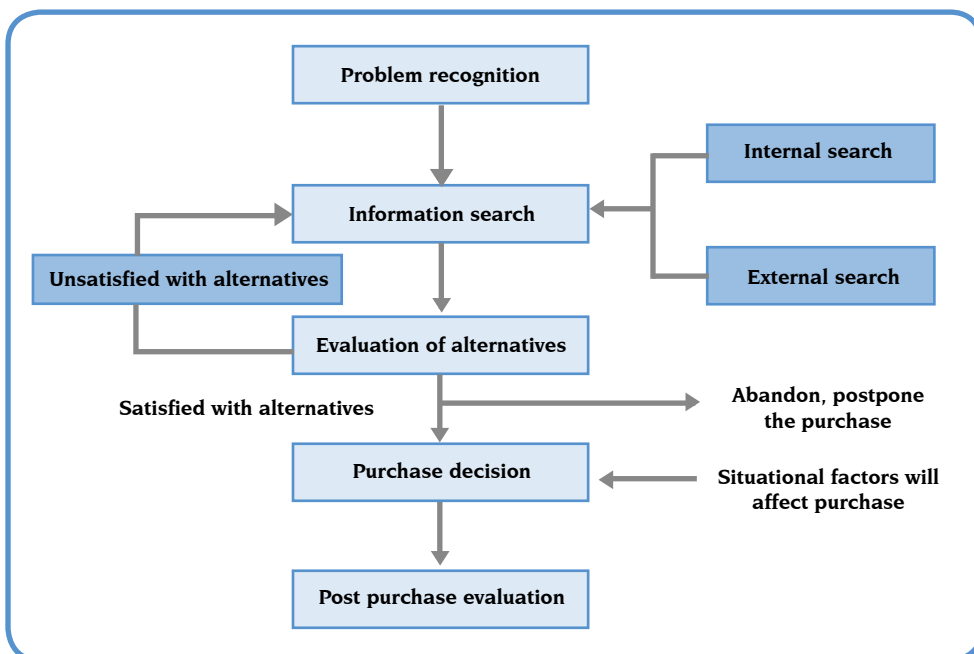 Problem recognition
Internal search
Information search
Unsatisfied with alternatives
External search
Evaluation of alternatives
Satisfied with alternatives
Abandon, postpone
the purchase
Purchase decision
Situational factors will
affect purchase
Post purchase evaluation